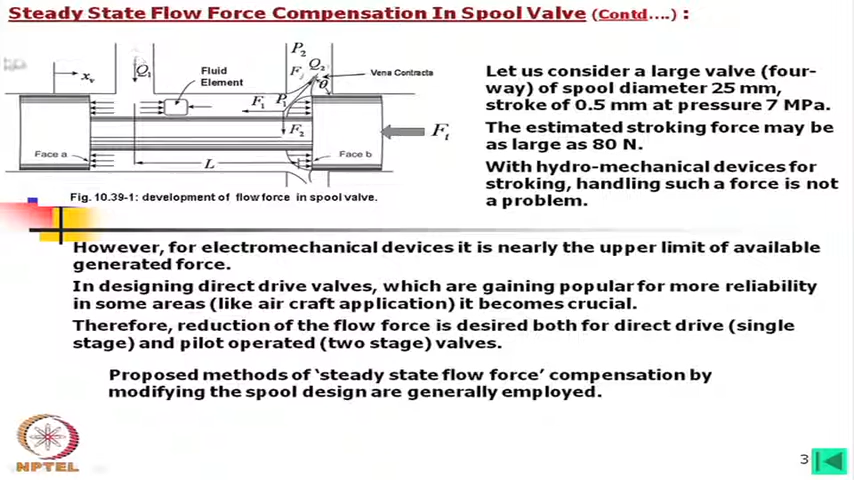 Steady State Flow Force Compensation In Spool Valve (Contd....) :
P2
Q1
Q2
xv
Fluid
Element
Fj
Vena Contracta
θ
F1
P1
F2
Ft
Face a
L
Face b
Fig. 10.39-1: development of flow force in spool valve.
Let us consider a large valve (four-
way) of spool diameter 25 mm,
stroke of 0.5 mm at pressure 7 MPa.
The estimated stroking force may be
as large as 80 N.
With hydro-mechanical devices for
stroking, handling such a force is not
a problem.
However, for electromechanical devices it is nearly the upper limit of available
generated force.
In designing direct drive valves, which are gaining popular for more reliability
in some areas (like air craft application) it becomes crucial.
Therefore, reduction of the flow force is desired both for direct drive (single
stage) and pilot operated (two stage) valves.
Proposed methods of ‘steady state flow force’ compensation by
modifying the spool design are generally employed.
NPTEL
3